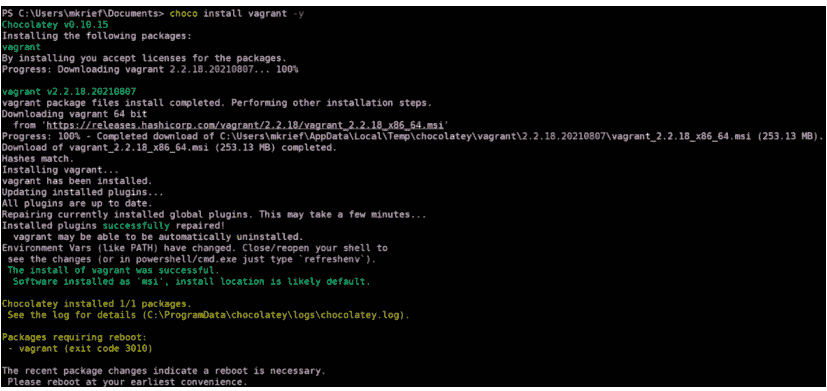 PS C:\Users\mkrief\Documents> choco install vagrant -y
Chocolatey v0.10.15
Installing the following packages:
vagrant
By installing you accept licenses for the packages.
Progress: Downloading vagrant 2.2.18.20210807... 100%
vagrant v2.2.18.20210807
vagrant package files install completed. Performing other installation steps.
Downloading vagrant 64 bit
from 'https://releases.hashicorp.com/vagrant/2.2.18/vagrant_2.2.18_x86_64.msi'
Progress: 100% - Completed download of C:\Users\mkrief\AppData\Local\Temp\chocolatey\vagrant\2.2.18.20210807\vagrant_2.2.18_x86_64.msi (253.13 MB).
Download of vagrant_2.2.18_x86_64.msi (253.13 MB) completed.
Hashes match.
Installing vagrant...
vagrant has been installed.
Updating installed plugins...
All plugins are up to date.
Repairing currently installed global plugins. This may take a few minutes...
Installed plugins successfully repaired!
vagrant may be able to be automatically uninstalled.
Environment Vars (like PATH) have changed. Close/reopen your shell to
see the changes (or in powershell/cmd.exe just type `refreshenv`).
The install of vagrant was successful.
Software installed as 'msi', install location is likely default.
Chocolatey installed 1/1 packages.
See the log for details (C:\ProgramData\chocolatey\logs\chocolatey.log).
Packages requiring reboot:
- vagrant (exit code 3010)
The recent package changes indicate a reboot is necessary.
Please reboot at your earliest convenience.